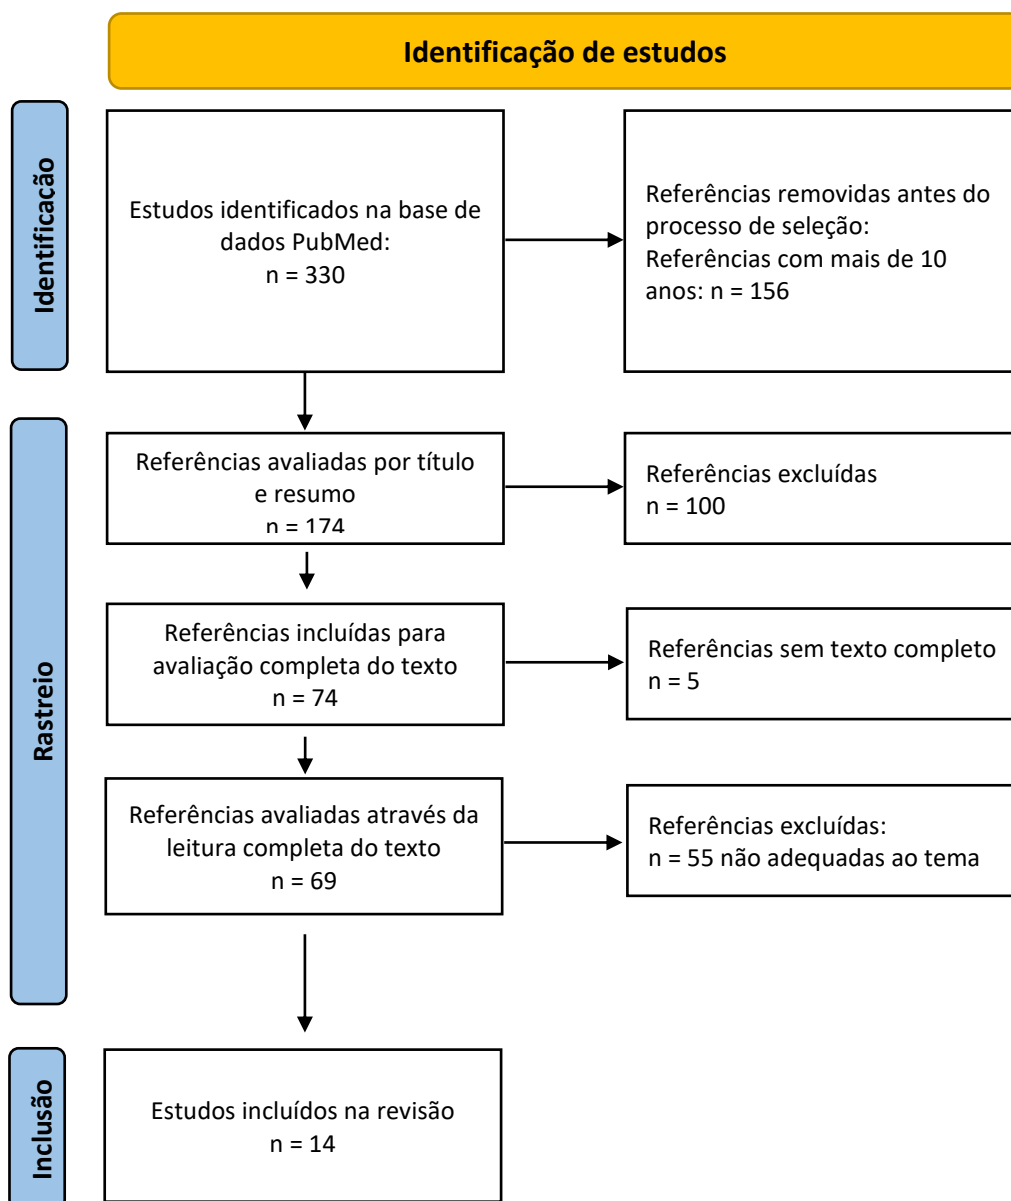 Identificação de estudos
Identificação
Estudos identificados na base de
dados PubMed:
n = 330
Referências removidas antes do
processo de seleção:
Referências com mais de 10
anos: n = 156
Rastreio
Referências avaliadas por título
e resumo
n = 174
Referências excluídas
n = 100
Referências incluídas para
avaliação completa do texto
n = 74
Referências sem texto completo
n = 5
Referências avaliadas através da
leitura completa do texto
n = 69
Referências excluídas:
n = 55 não adequadas ao tema
Inclusão
Estudos incluídos na revisão
n = 14